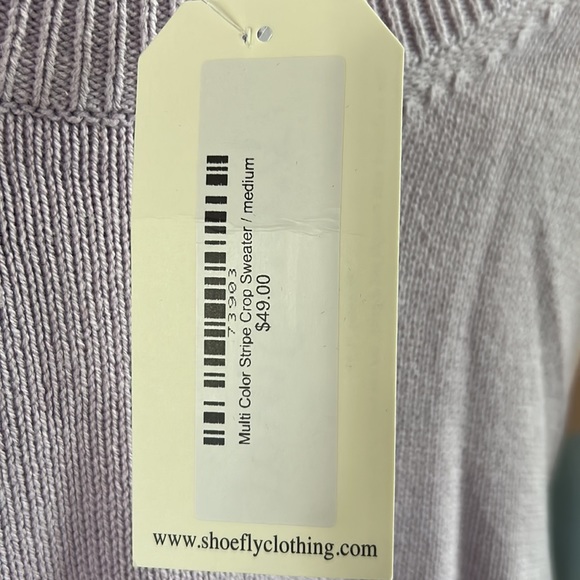 73903
Multi Color Stripe Crop Sweater / medium
$49.00
www.shoeflyclothing.com